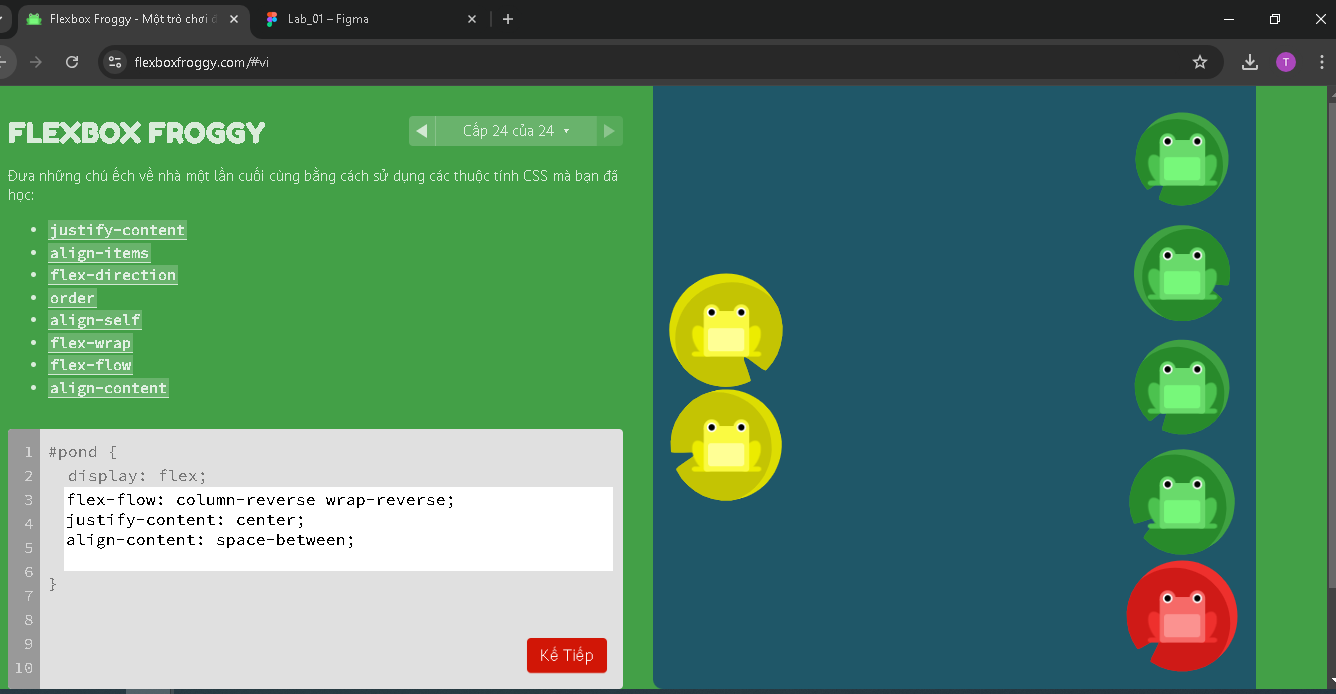 Flexbox Froggy - Một trò chơi đ
Lab_01 – Figma
flexboxfroggy.com/#vi
T
FLEXBOX FROGGY
Cấp 24 của 24
Đưa những chú ếch về nhà một lần cuối cùng bằng cách sử dụng các thuộc tính CSS mà bạn đã
học:
justify-content
align-items
flex-direction
order
align-self
flex-wrap
flex-flow
align-content
1 #pond {
2 display: flex;
3 flex-flow: column-reverse wrap-reverse;
4 justify-content: center;
5 align-content: space-between;
6 }
7
8
9
10
Kế Tiếp